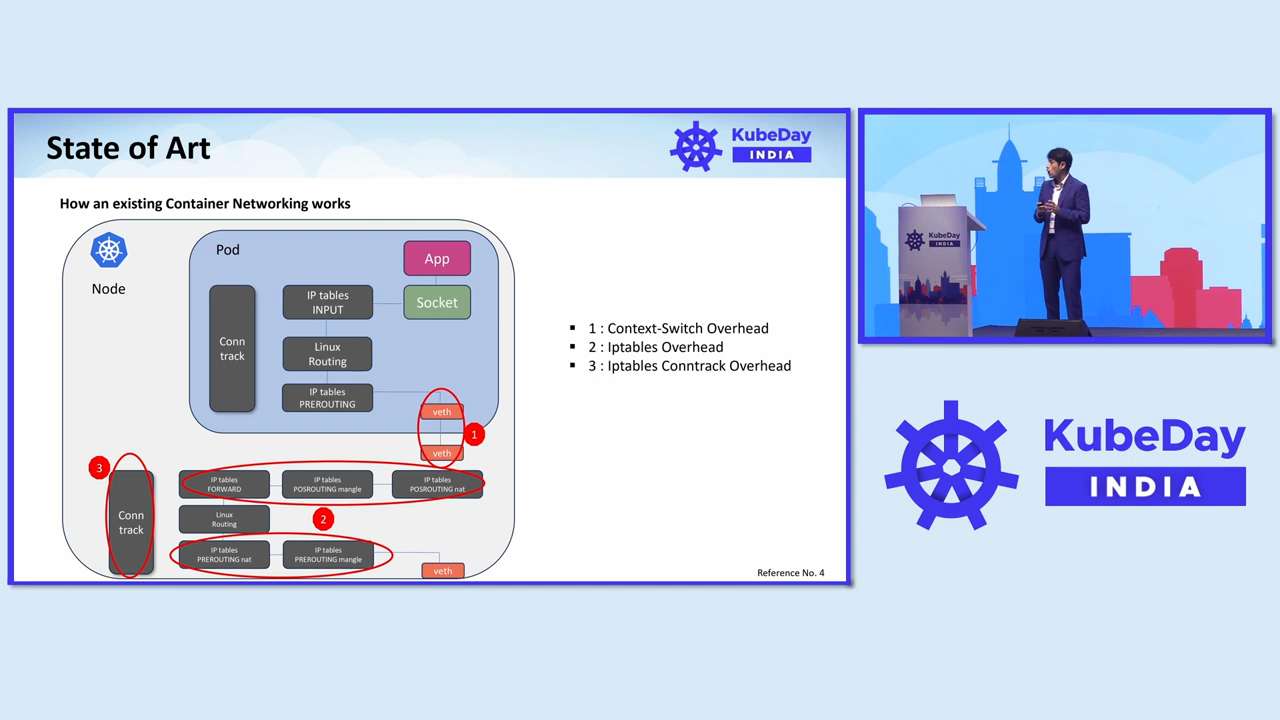 State of Art
KubeDay
INDIA
How an existing Container Networking works
Node
Pod
App
Socket
IP tables
INPUT
Conn
track
Linux
Routing
IP tables
PREROUTING
veth
1
veth
3
IP tables
FORWARD
IP tables
POSROUTING mangle
IP tables
POSROUTING nat
Conn
track
Linux
Routing
2
IP tables
PREROUTING nat
IP tables
PREROUTING mangle
veth
▪ 1 : Context-Switch Overhead
▪ 2 : Iptables Overhead
▪ 3 : Iptables Conntrack Overhead
Reference No. 4
KubeDay
INDIA
KubeDay
INDIA